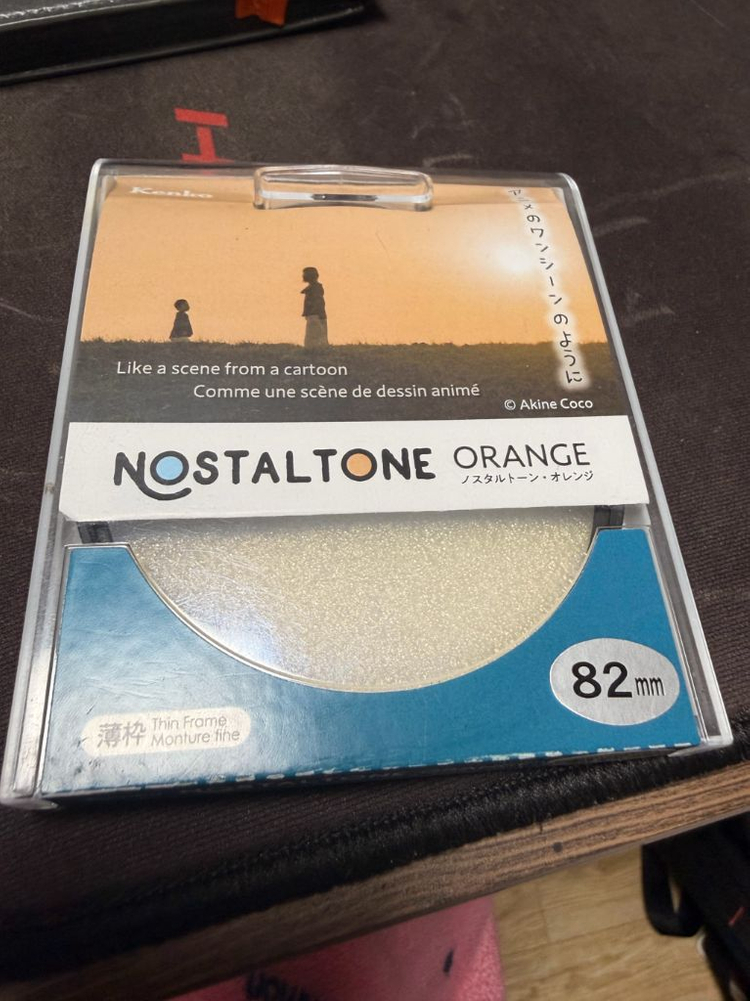 Kenko
アニメのワンシーンのように
Like a scene from a cartoon
Comme une scène de dessin animé
© Akine Coco
NOSTALTONE ORANGE
ノスタルトーン・オレンジ
82mm
薄枠
Thin Frame
Monture fine